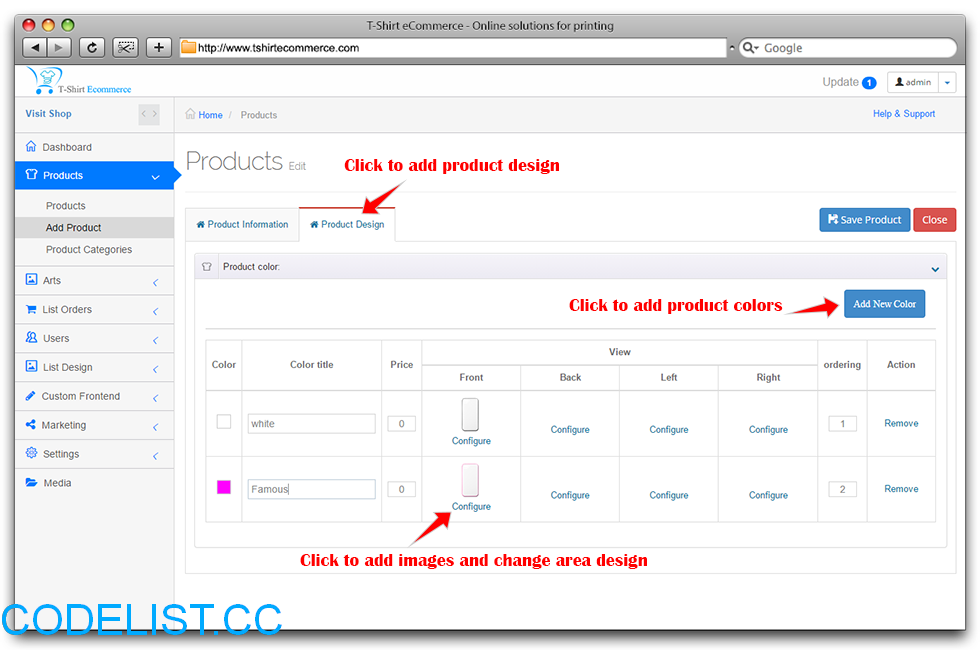 T-Shirt eCommerce - Online solutions for printing
http://www.tshirtecommerce.com
Google
T-Shirt Ecommerce
Update 1
admin
Visit Shop
Home / Products
Help & Support
Dashboard
Products
Products
Add Product
Product Categories
Arts
List Orders
Users
List Design
Custom Frontend
Marketing
Settings
Media
Products Edit
Click to add product design
Product Information
Product Design
Save Product
Close
Product color:
Click to add product colors
Add New Color
Color
Color title
Price
View
ordering
Action
Front
Back
Left
Right
white
0
Configure
Configure
Configure
Configure
1
Remove
Famous
0
Configure
Configure
Configure
Configure
2
Remove
Click to add images and change area design
CODELIST.CC